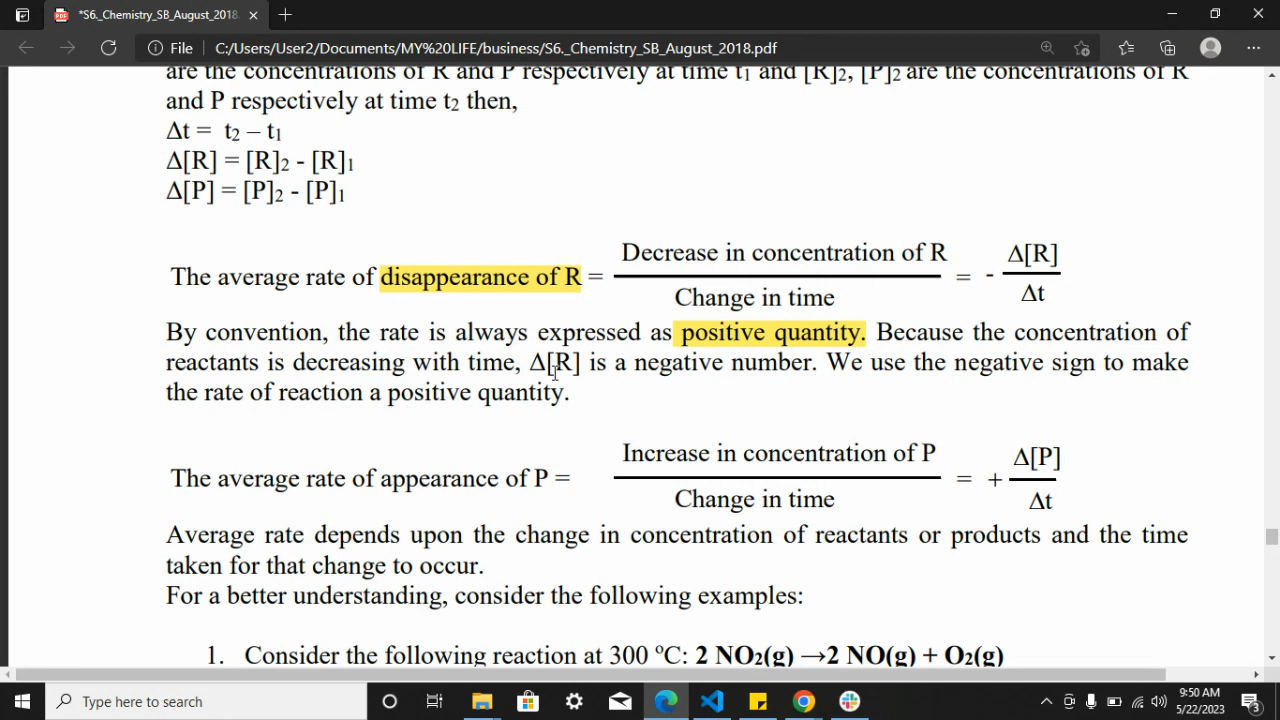 *S6._Chemistry_SB_August_2018.
File
C:/Users/User2/Documents/MY%20LIFE/business/S6._Chemistry_SB_August_2018.pdf
are the concentrations of R and P respectively at time t₁ and [R]₂, [P]₂ are the concentrations of R
and P respectively at time t₂ then,
Δt = t₂ – t₁
Δ[R] = [R]₂ - [R]₁
Δ[P] = [P]₂ - [P]₁
The average rate of disappearance of R = Decrease in concentration of R / Change in time = - Δ[R] / Δt
By convention, the rate is always expressed as positive quantity. Because the concentration of
reactants is decreasing with time, Δ[R] is a negative number. We use the negative sign to make
the rate of reaction a positive quantity.
The average rate of appearance of P = Increase in concentration of P / Change in time = + Δ[P] / Δt
Average rate depends upon the change in concentration of reactants or products and the time
taken for that change to occur.
For a better understanding, consider the following examples:
1. Consider the following reaction at 300 °C: 2 NO₂(g) →2 NO(g) + O₂(g)
Type here to search
9:50 AM
5/22/2023
3